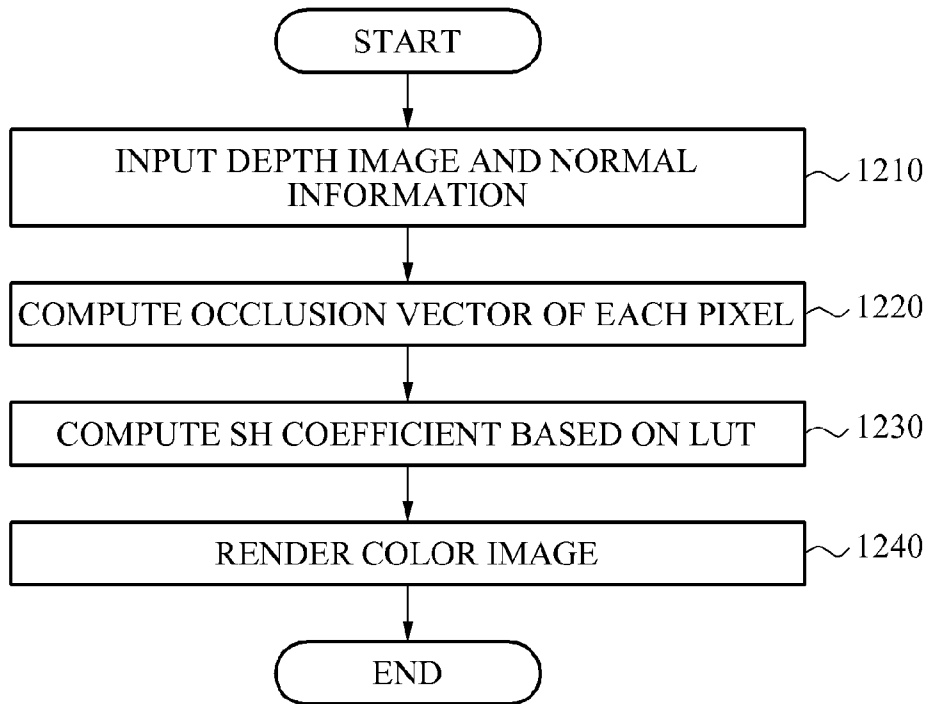 START
INPUT DEPTH IMAGE AND NORMAL
INFORMATION
1210
COMPUTE OCCLUSION VECTOR OF EACH PIXEL
1220
COMPUTE SH COEFFICIENT BASED ON LUT
1230
RENDER COLOR IMAGE
1240
END